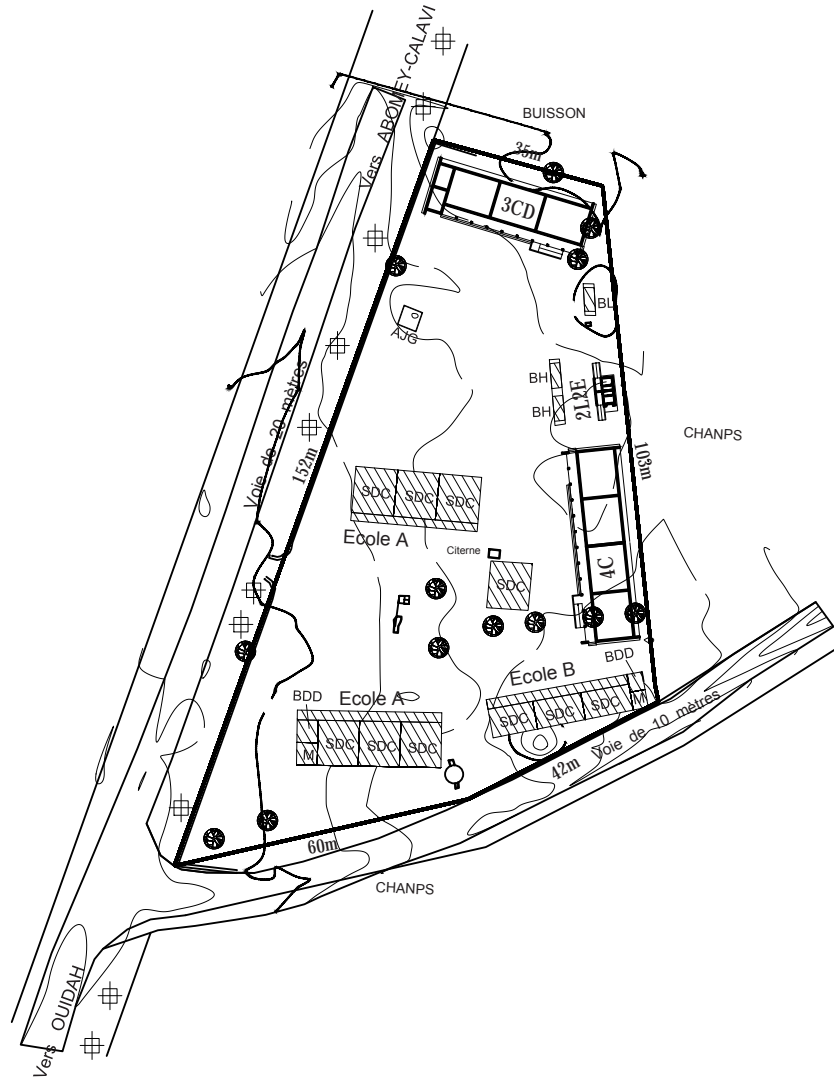 Vers ABOMEY-CALAVI
BUISSON
35m
3CD
BL
AJG
BH
BH
2L2E
CHANPS
103m
Voie de 20 mètres
152m
SDC
SDC
SDC
Ecole A
Citerne
SDC
4C
BDD
Ecole B
BDD
Ecole A
SDC
SDC
SDC
M
M
SDC
SDC
SDC
Voie de 10 mètres
42m
60m
CHANPS
Vers OUIDAH